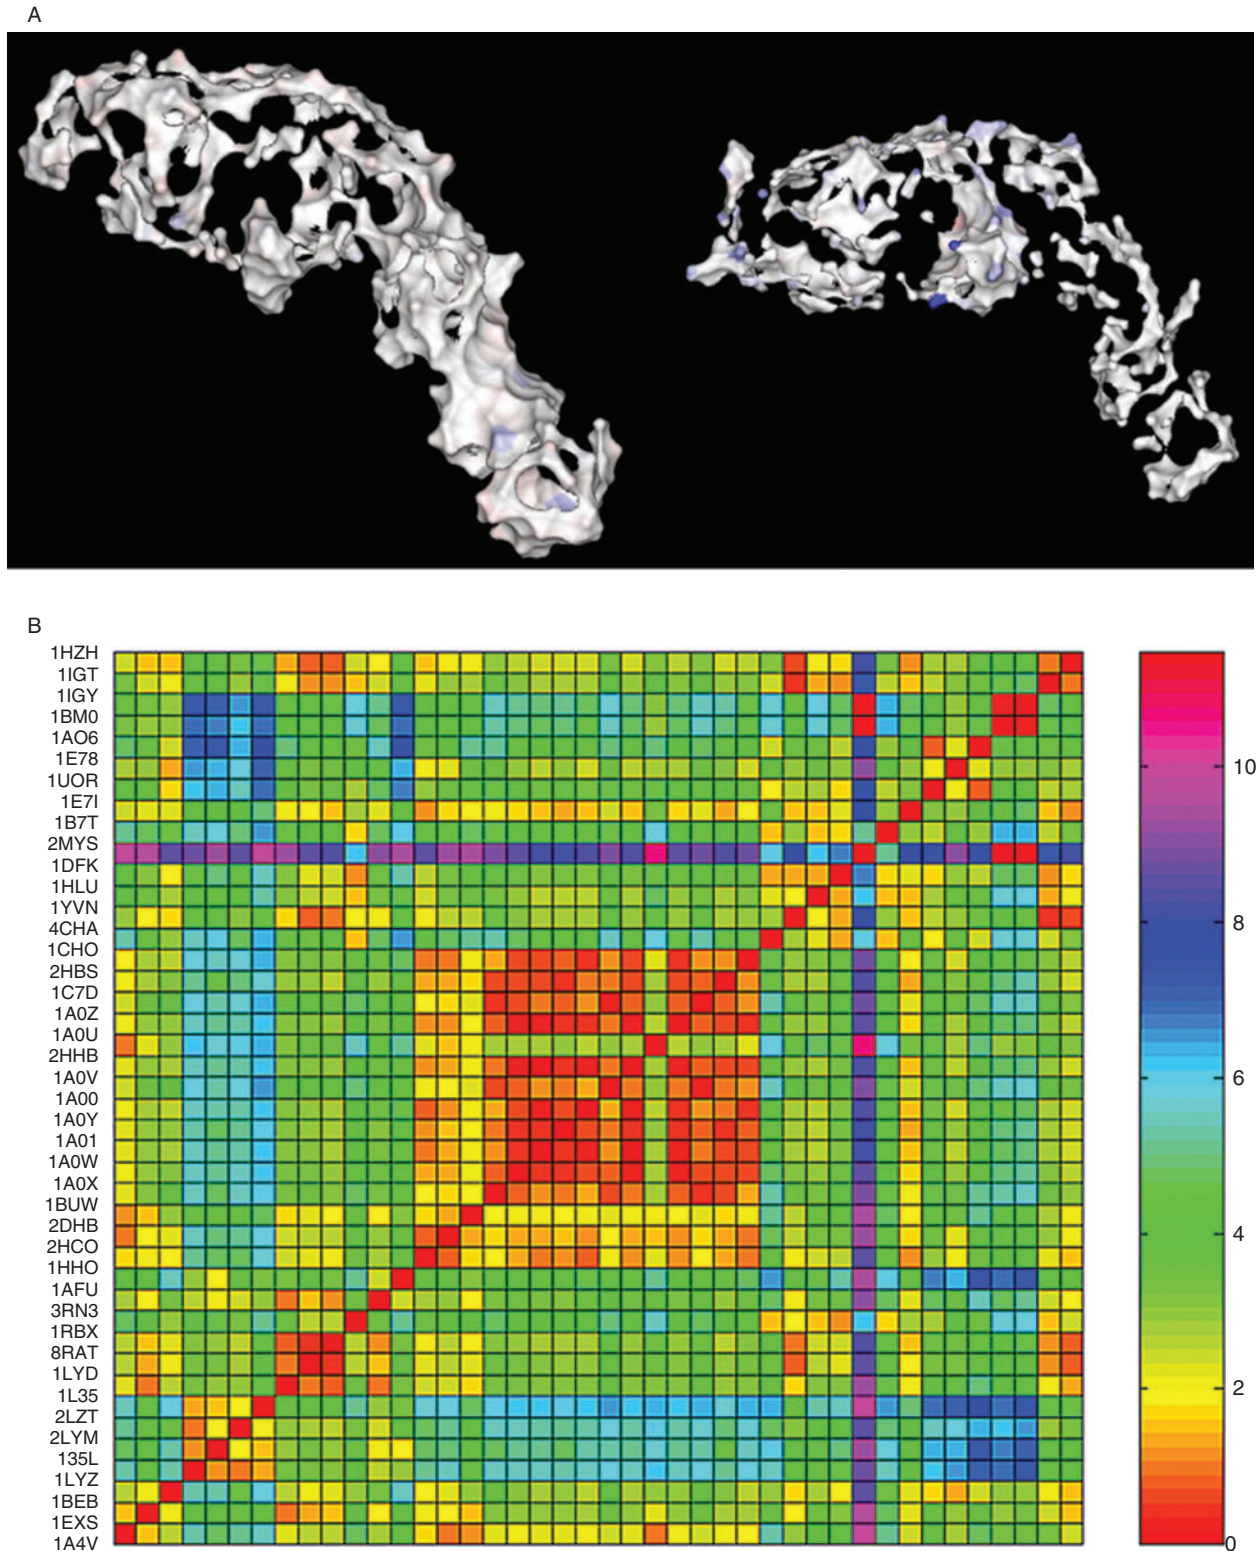 A
B
1HZH
1IGT
1IGY
1BM0
1AO6
1E78
1UOR
1E7I
1B7T
2MYS
1DFK
1HLU
1YVN
4CHA
1CHO
2HBS
1C7D
1A0Z
1A0U
2HHB
1A0V
1A00
1A0Y
1A01
1A0W
1A0X
1BUW
2DHB
2HCO
1HHO
1AFU
3RN3
1RBX
8RAT
1LYD
1L35
2LZT
2LYM
135L
1LYZ
1BEB
1EXS
1A4V
10
8
6
4
2
0